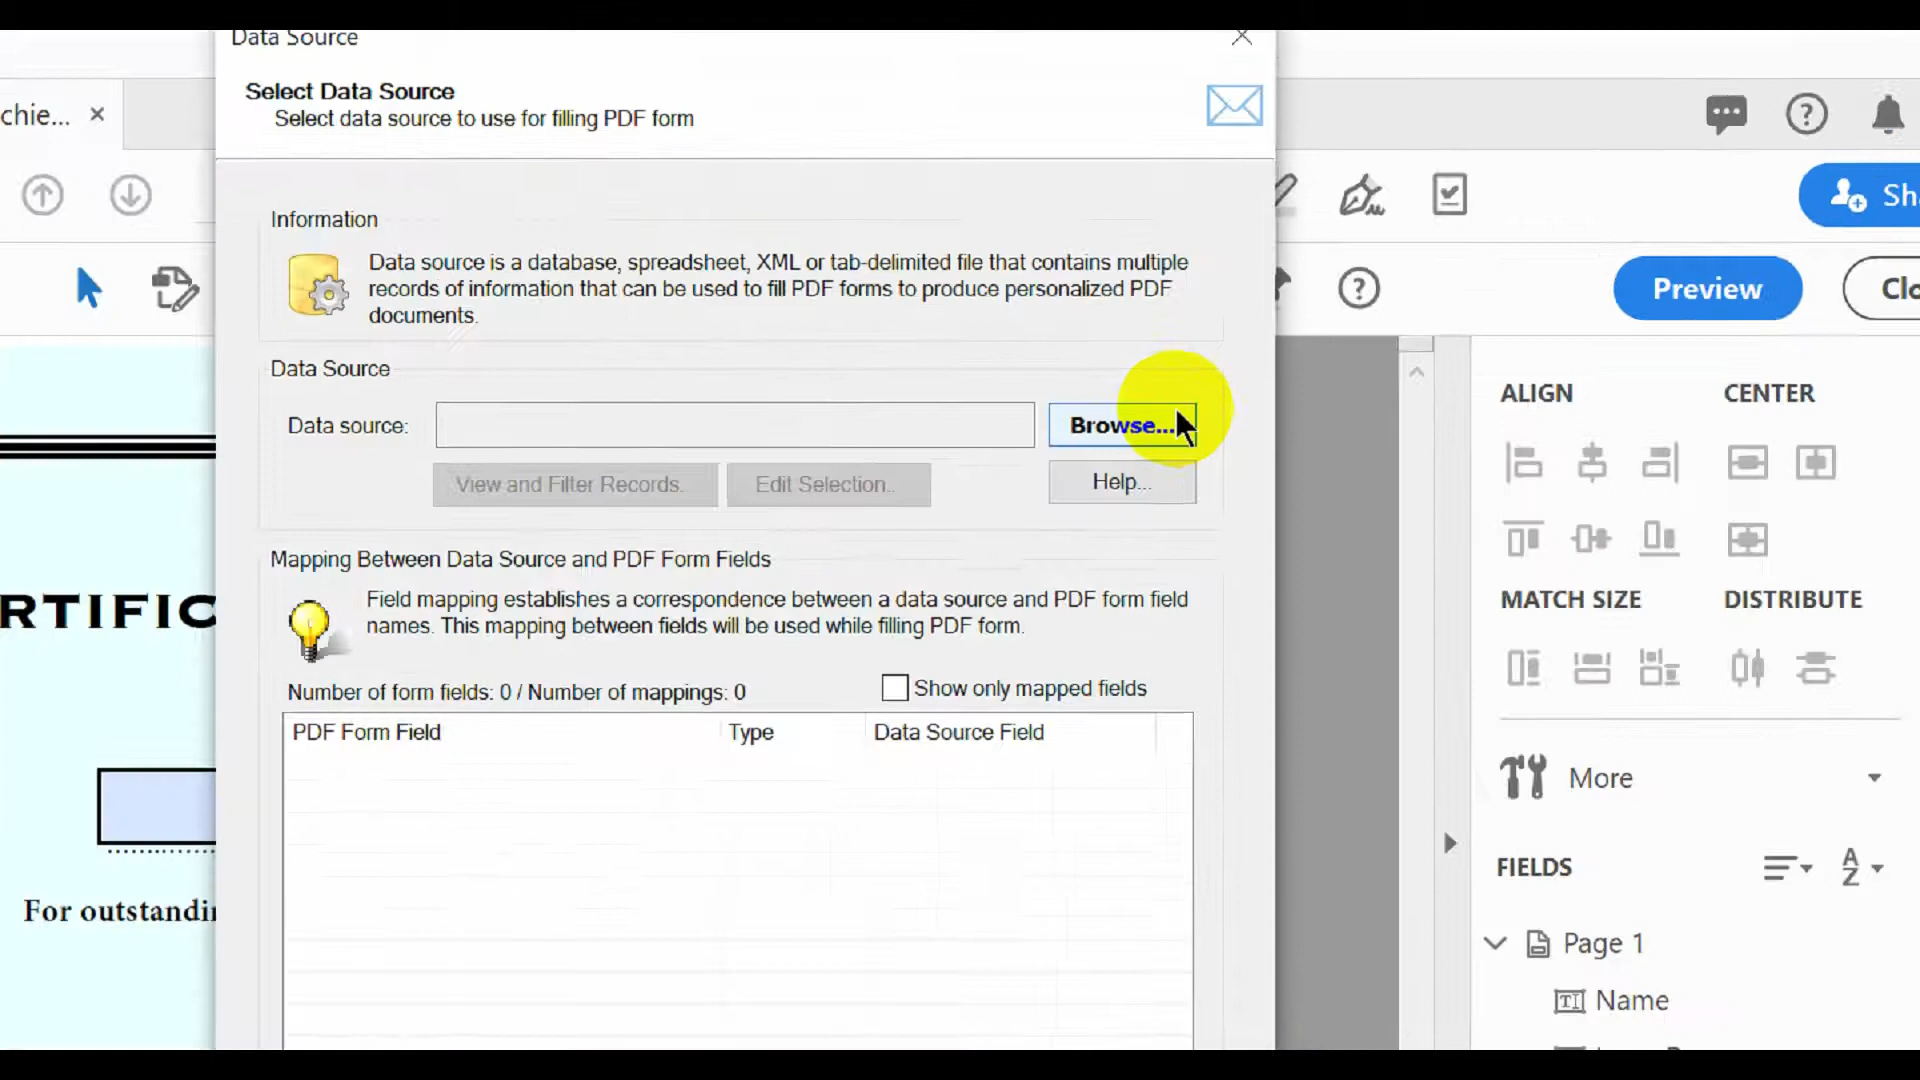 Data Source
chie...
Select Data Source
Select data source to use for filling PDF form
Information
Data source is a database, spreadsheet, XML or tab-delimited file that contains multiple
records of information that can be used to fill PDF forms to produce personalized PDF
documents.
Data Source
Data source:
Browse...
View and Filter Records.
Edit Selection..
Help...
Mapping Between Data Source and PDF Form Fields
Field mapping establishes a correspondence between a data source and PDF form field
names. This mapping between fields will be used while filling PDF form.
Number of form fields: 0 / Number of mappings: 0
Show only mapped fields
PDF Form Field
Type
Data Source Field
RTIFIC
For outstandin
Sh
Preview
Clo
ALIGN
CENTER
MATCH SIZE
DISTRIBUTE
More
FIELDS
A
Z
Page 1
Name